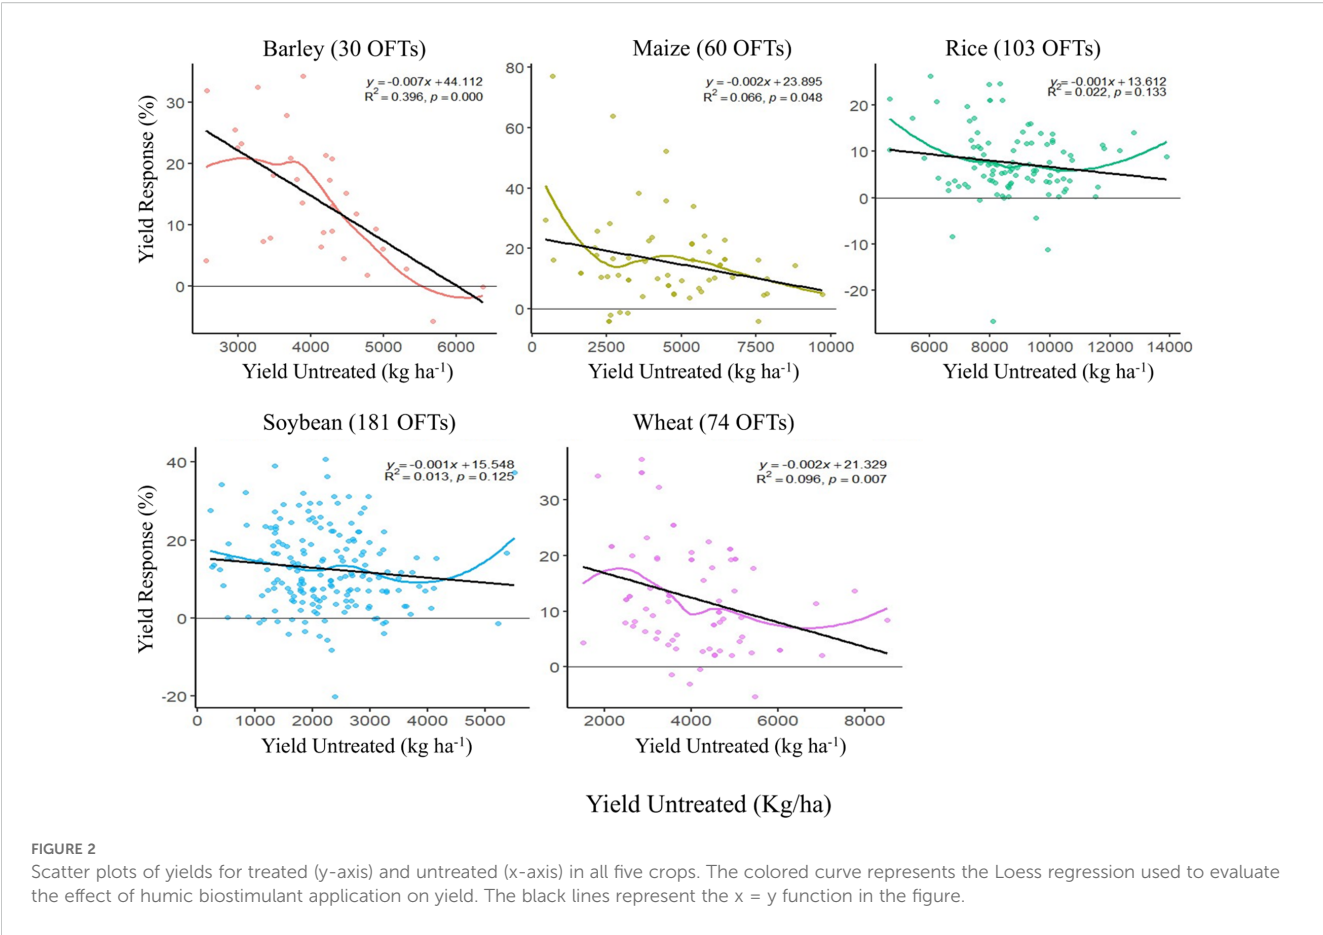 Barley (30 OFTs)
Maize (60 OFTs)
Rice (103 OFTs)
y = -0.007x + 44.112
R² = 0.396, p = 0.000
y = -0.002x + 23.895
R² = 0.066, p = 0.048
y = -0.001x + 13.612
R² = 0.022, p = 0.133
Yield Response (%)
30
20
10
0
80
60
40
20
0
20
10
0
-10
-20
3000 4000 5000 6000
0 2500 5000 7500 10000
6000 8000 10000 12000 14000
Yield Untreated (kg ha⁻¹)
Yield Untreated (kg ha⁻¹)
Yield Untreated (kg ha⁻¹)
Soybean (181 OFTs)
Wheat (74 OFTs)
y = -0.001x + 15.548
R² = 0.013, p = 0.125
y = -0.002x + 21.329
R² = 0.096, p = 0.007
Yield Response (%)
40
20
0
-20
30
20
10
0
0 1000 2000 3000 4000 5000
2000 4000 6000 8000
Yield Untreated (kg ha⁻¹)
Yield Untreated (kg ha⁻¹)
Yield Untreated (Kg/ha)
FIGURE 2
Scatter plots of yields for treated (y-axis) and untreated (x-axis) in all five crops. The colored curve represents the Loess regression used to evaluate
the effect of humic biostimulant application on yield. The black lines represent the x = y function in the figure.